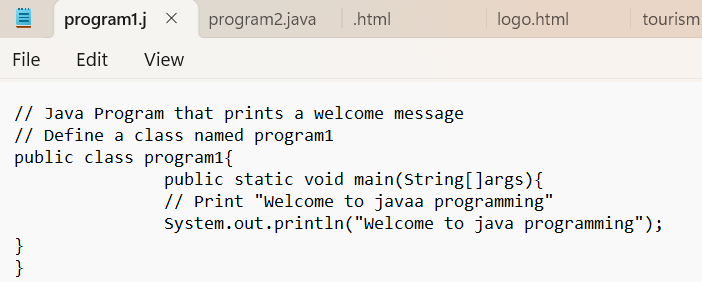 program1.j
program2.java
.html
logo.html
tourism
File Edit View
// Java Program that prints a welcome message
// Define a class named program1
public class program1{
public static void main(String[]args){
// Print "Welcome to javaa programming"
System.out.println("Welcome to java programming");
}
}